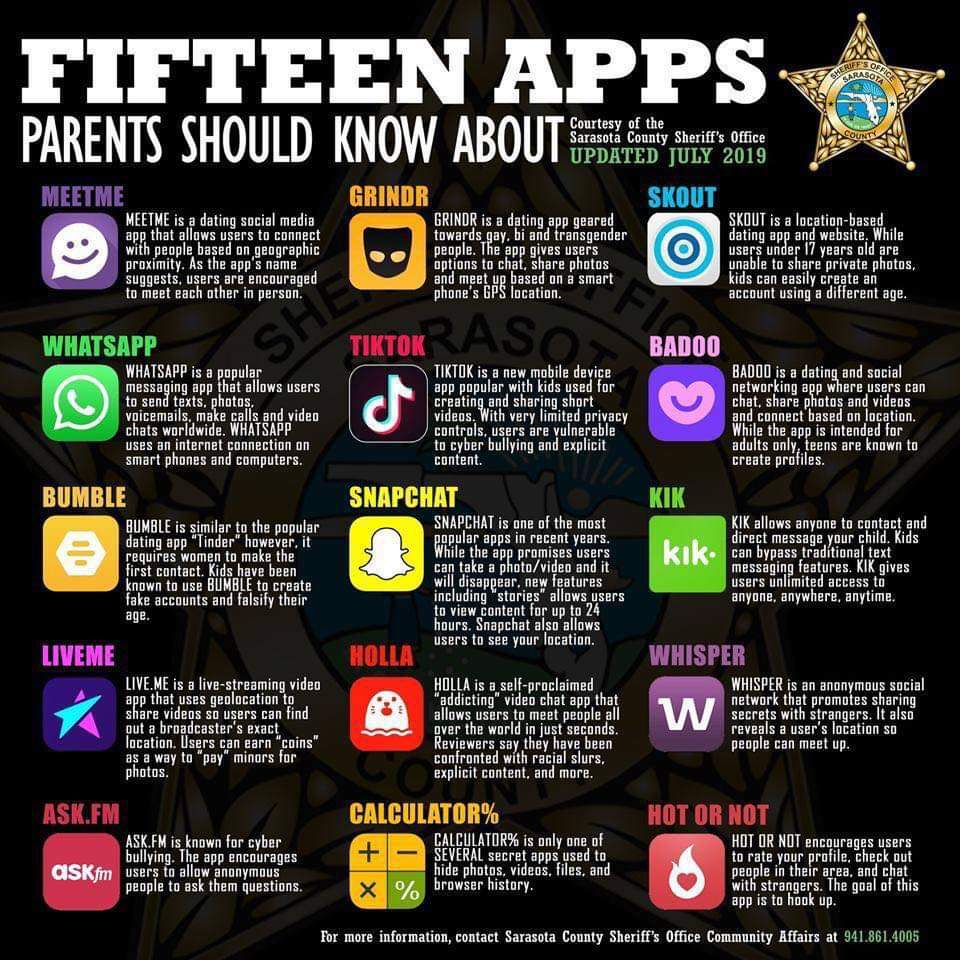 FIFTEEN APPS
PARENTS SHOULD KNOW ABOUT
Courtesy of the
Sarasota County Sheriff's Office
UPDATED JULY 2019
SHERIFF'S OFFICE
SARASOTA
COUNTY
MEETME
MEETME is a dating social media
app that allows users to connect
with people based on geographic
proximity. As the app's name
suggests, users are encouraged
to meet each other in person.
GRINDR
GRINDR is a dating app geared
towards gay, bi and transgender
people. The app gives users
options to chat, share photos
and meet up based on a smart
phone's GPS location.
SKOUT
SKOUT is a location-based
dating app and website. While
users under 17 years old are
unable to share private photos,
kids can easily create an
account using a different age.
WHATSAPP
WHATSAPP is a popular
messaging app that allows users
to send texts, photos,
voicemails, make calls and video
chats worldwide. WHATSAPP
uses an internet connection on
smart phones and computers.
TIKTOK
TIKTOK is a new mobile device
app popular with kids used for
creating and sharing short
videos. With very limited privacy
controls, users are vulnerable
to cyber bullying and explicit
content.
BADOO
BADOO is a dating and social
networking app where users can
chat, share photos and videos
and connect based on location.
While the app is intended for
adults only, teens are known to
create profiles.
BUMBLE
BUMBLE is similar to the popular
dating app "Tinder" however, it
requires women to make the
first contact. Kids have been
known to use BUMBLE to create
fake accounts and falsify their
age.
SNAPCHAT
SNAPCHAT is one of the most
popular apps in recent years.
While the app promises users
can take a photo/video and it
will disappear, new features
including "stories" allows users
to view content for up to 24
hours. Snapchat also allows
users to see your location.
KIK
kik·
KIK allows anyone to contact and
direct message your child. Kids
can bypass traditional text
messaging features. KIK gives
users unlimited access to
anyone, anywhere, anytime.
LIVEME
LIVE.ME is a live-streaming video
app that uses geolocation to
share videos so users can find
out a broadcaster's exact
location. Users can earn "coins"
as a way to "pay" minors for
photos.
HOLLA
HOLLA is a self-proclaimed
"addicting" video chat app that
allows users to meet people all
over the world in just seconds.
Reviewers say they have been
confronted with racial slurs,
explicit content, and more.
WHISPER
W
WHISPER is an anonymous social
network that promotes sharing
secrets with strangers. It also
reveals a user's location so
people can meet up.
ASK.FM
askfm
ASK.FM is known for cyber
bullying. The app encourages
users to allow anonymous
people to ask them questions.
CALCULATOR%
+ −
× %
CALCULATOR% is only one of
SEVERAL secret apps used to
hide photos, videos, files, and
browser history.
HOT OR NOT
HOT OR NOT encourages users
to rate your profile, check out
people in their area, and chat
with strangers. The goal of this
app is to hook up.
For more information, contact Sarasota County Sheriff's Office Community Affairs at 941.861.4005